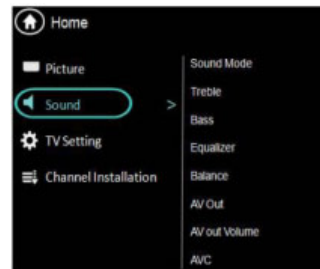 Home
Picture
Sound >
TV Setting
Channel Installation
Sound Mode
Treble
Bass
Equalizer
Balance
AV Out
AV out Volume
AVC